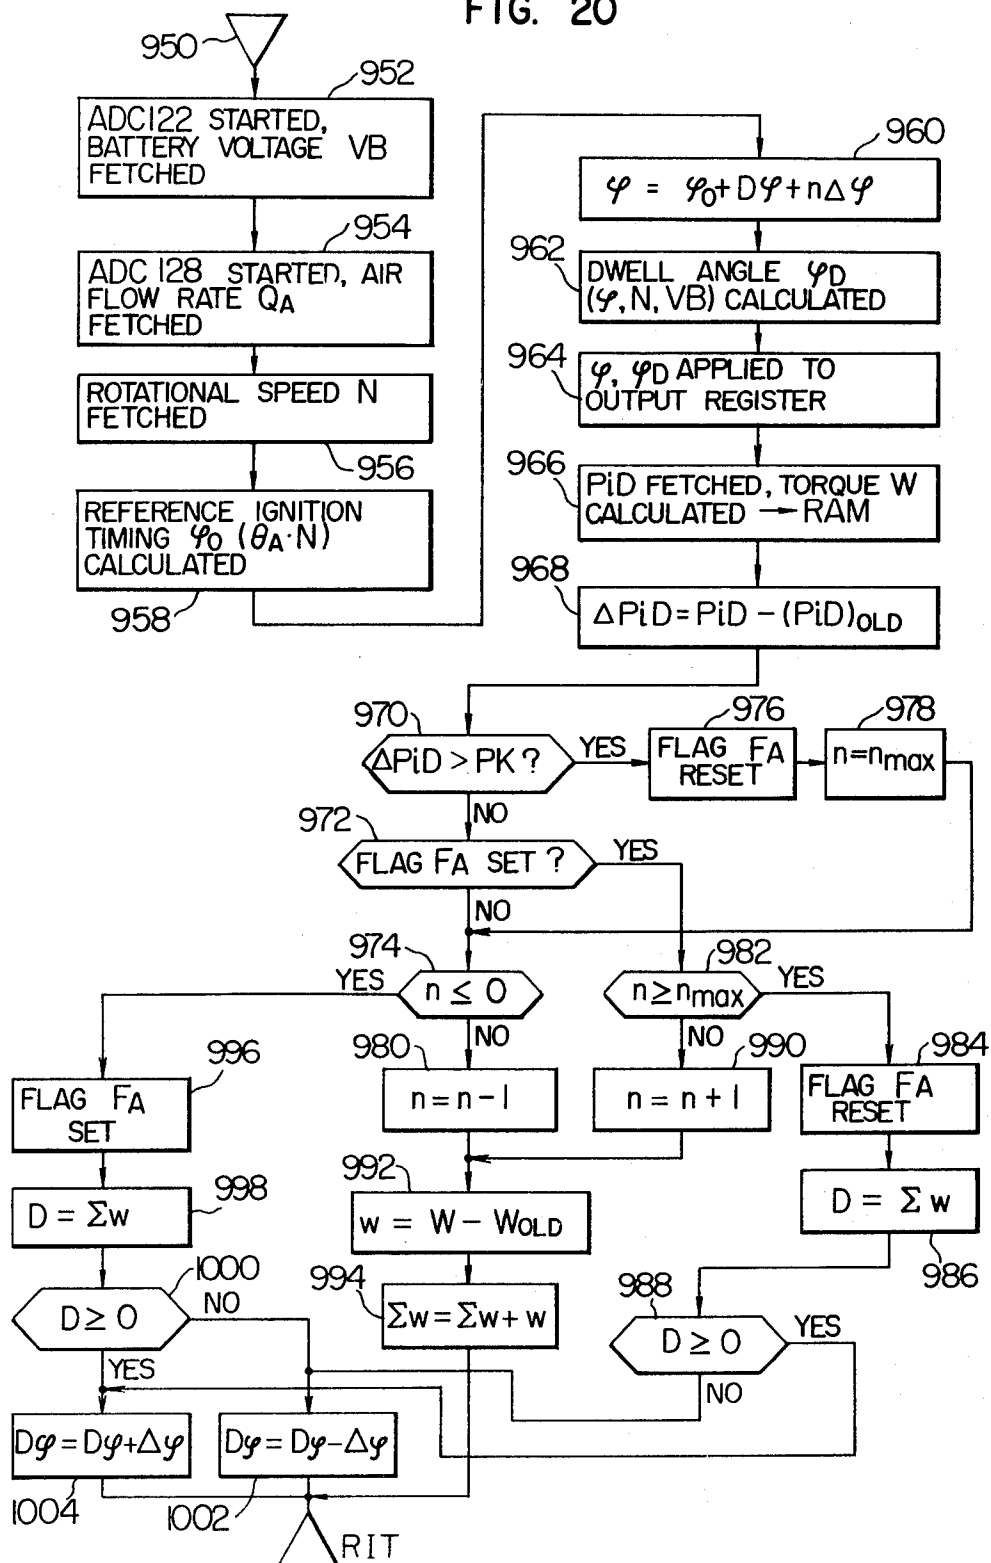 FIG. 20
950
952
ADC122 STARTED,
BATTERY VOLTAGE VB
FETCHED
954
ADC 128 STARTED, AIR
FLOW RATE QA
FETCHED
ROTATIONAL SPEED N
FETCHED
956
REFERENCE IGNITION
TIMING φ0 (θA·N)
CALCULATED
958
960
φ = φ0+Dφ+nΔφ
962
DWELL ANGLE φD
(φ, N, VB) CALCULATED
964
φ, φD APPLIED TO
OUTPUT REGISTER
966
PiD FETCHED, TORQUE W
CALCULATED → RAM
968
ΔPiD = PiD - (PiD)OLD
970
ΔPiD > PK ?
YES
NO
976
FLAG FA
RESET
978
n=nmax
972
FLAG FA SET ?
YES
NO
974
YES
n ≤ 0
NO
982
n≥nmax
YES
NO
996
FLAG FA
SET
980
n = n-1
990
n = n+1
984
FLAG FA
RESET
998
D = Σw
992
w = W - WOLD
D = Σ w
986
1000
D ≥ 0
NO
YES
994
Σw = Σw + w
988
D ≥ 0
YES
NO
Dφ = Dφ+Δφ
1004
Dφ = Dφ-Δφ
1002
RIT